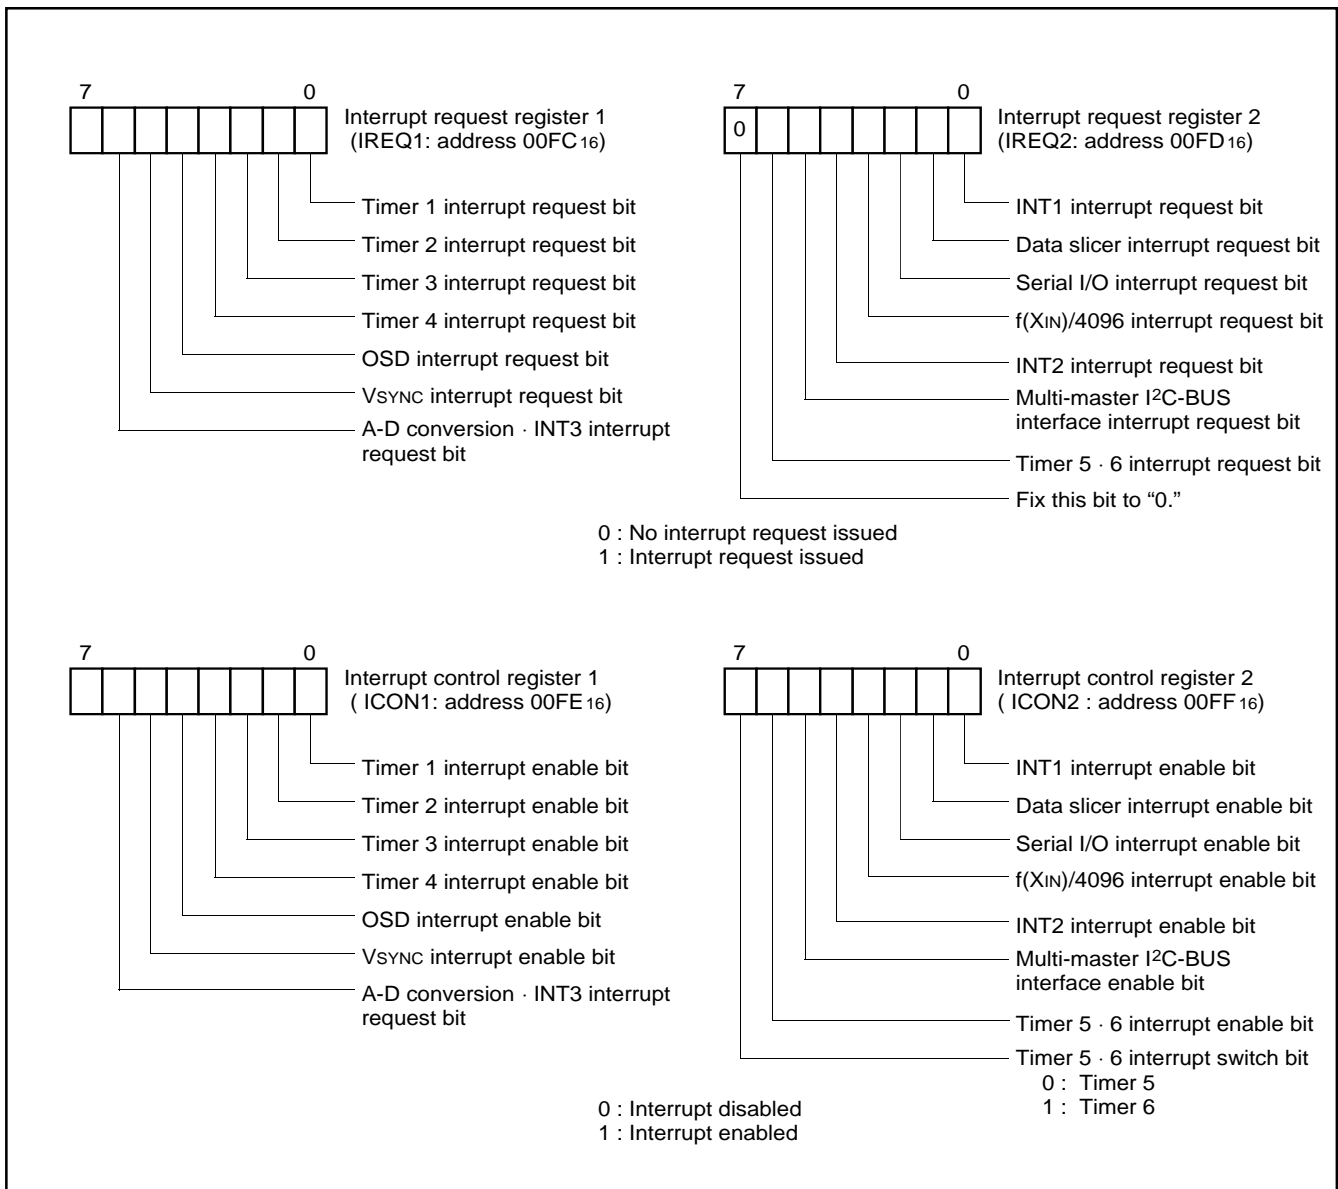 7 0
Interrupt request register 1
(IREQ1: address 00FC16)
Timer 1 interrupt request bit
Timer 2 interrupt request bit
Timer 3 interrupt request bit
Timer 4 interrupt request bit
OSD interrupt request bit
VSYNC interrupt request bit
A-D conversion · INT3 interrupt
request bit
7 0
0
Interrupt request register 2
(IREQ2: address 00FD16)
INT1 interrupt request bit
Data slicer interrupt request bit
Serial I/O interrupt request bit
f(XIN)/4096 interrupt request bit
INT2 interrupt request bit
Multi-master I2C-BUS
interface interrupt request bit
Timer 5 · 6 interrupt request bit
Fix this bit to “0.”
0 : No interrupt request issued
1 : Interrupt request issued
7 0
Interrupt control register 1
( ICON1: address 00FE16)
Timer 1 interrupt enable bit
Timer 2 interrupt enable bit
Timer 3 interrupt enable bit
Timer 4 interrupt enable bit
OSD interrupt enable bit
VSYNC interrupt enable bit
A-D conversion · INT3 interrupt
request bit
7 0
Interrupt control register 2
( ICON2 : address 00FF16)
INT1 interrupt enable bit
Data slicer interrupt enable bit
Serial I/O interrupt enable bit
f(XIN)/4096 interrupt enable bit
INT2 interrupt enable bit
Multi-master I2C-BUS
interface enable bit
Timer 5 · 6 interrupt enable bit
Timer 5 · 6 interrupt switch bit
0 : Timer 5
1 : Timer 6
0 : Interrupt disabled
1 : Interrupt enabled